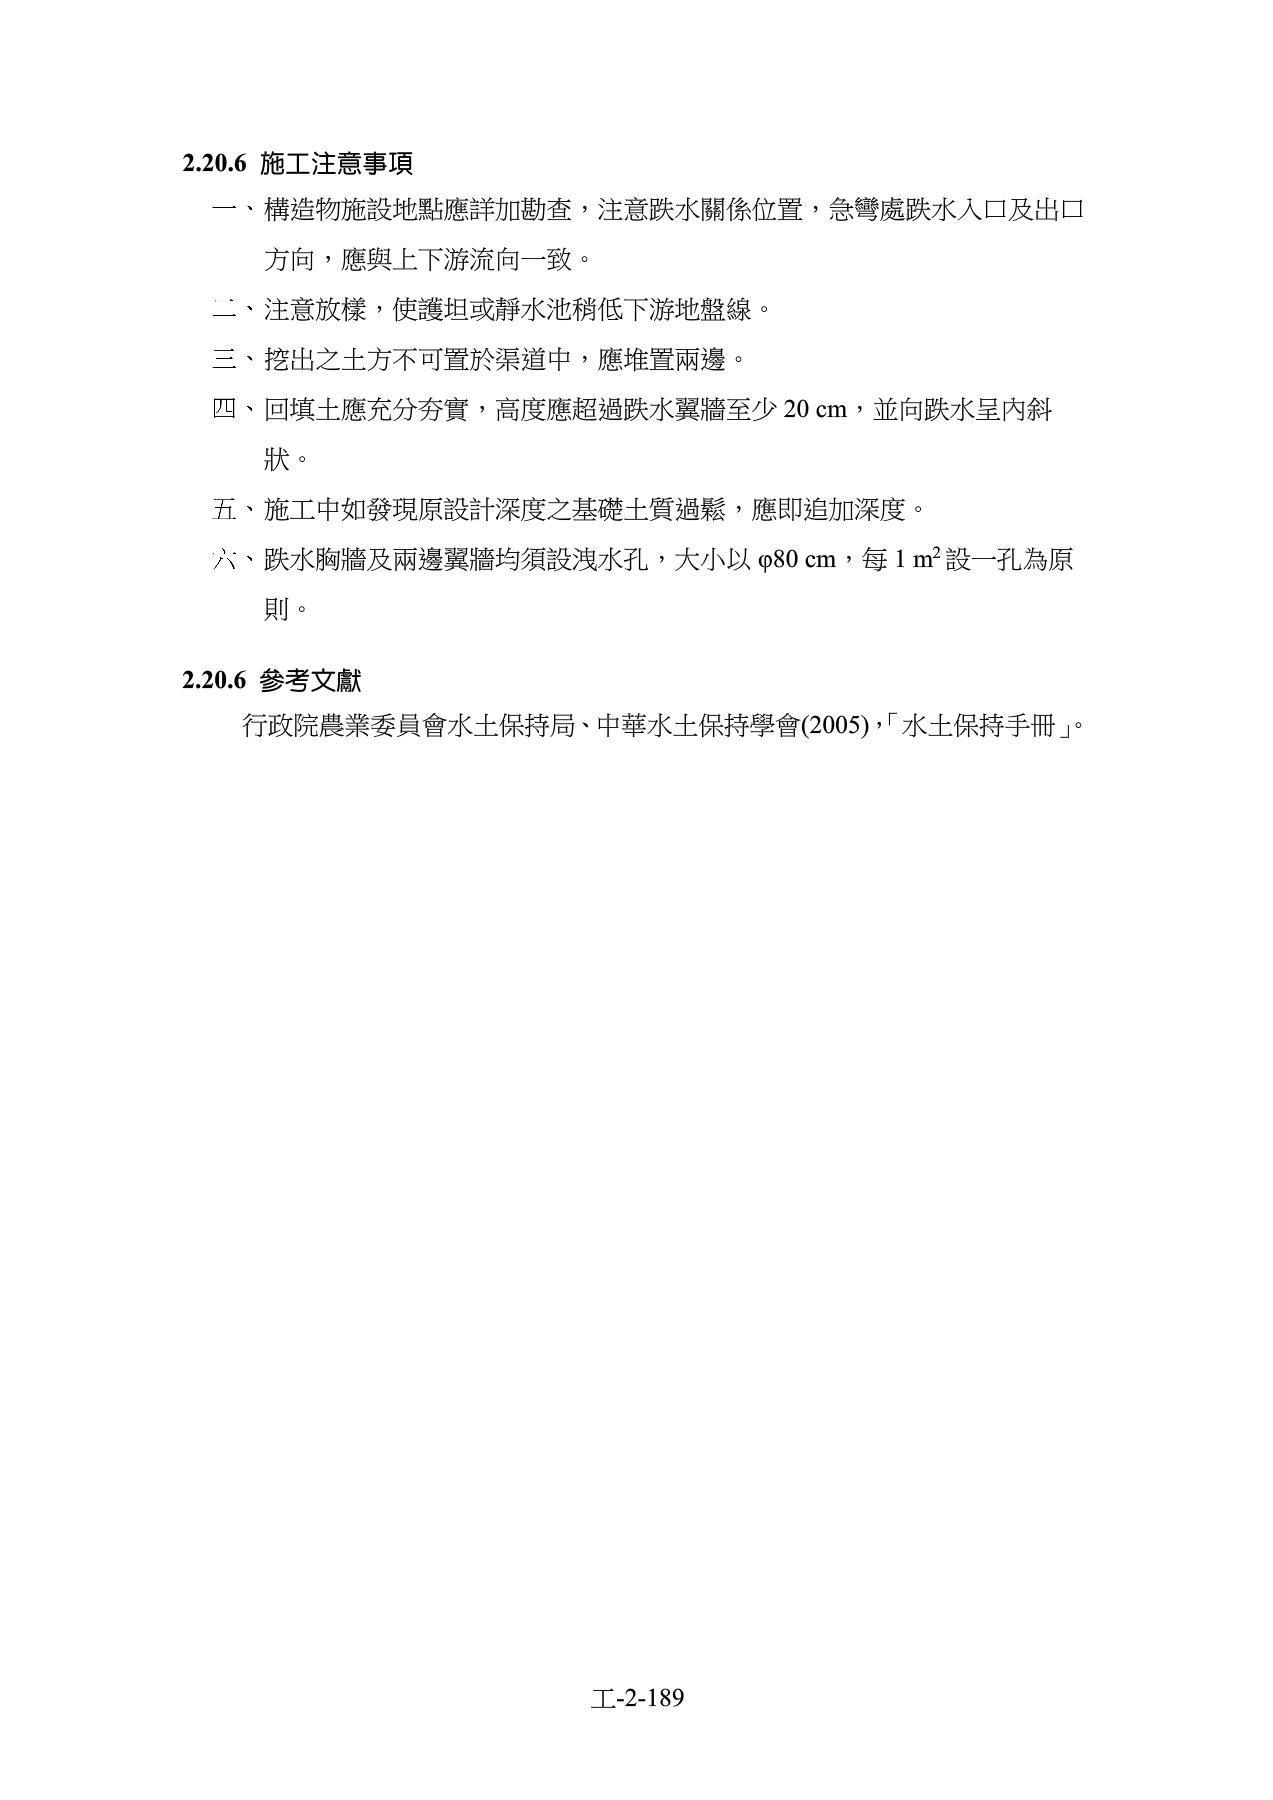 2.20.6 施工注意事項
一、構造物施設地點應詳加勘查，注意跌水關係位置，急彎處跌水入口及出口
方向，應與上下游流向一致。
二、注意放樣，使護坦或靜水池稍低下游地盤線。
三、挖出之土方不可置於渠道中，應堆置兩邊。
四、回填土應充分夯實，高度應超過跌水翼牆至少 20 cm，並向跌水呈內斜
狀。
五、施工中如發現原設計深度之基礎土質過鬆，應即追加深度。
六、跌水胸牆及兩邊翼牆均須設洩水孔，大小以 φ80 cm，每 1 m² 設一孔為原
則。
2.20.6 參考文獻
行政院農業委員會水土保持局、中華水土保持學會(2005)，「水土保持手冊」。
工-2-189